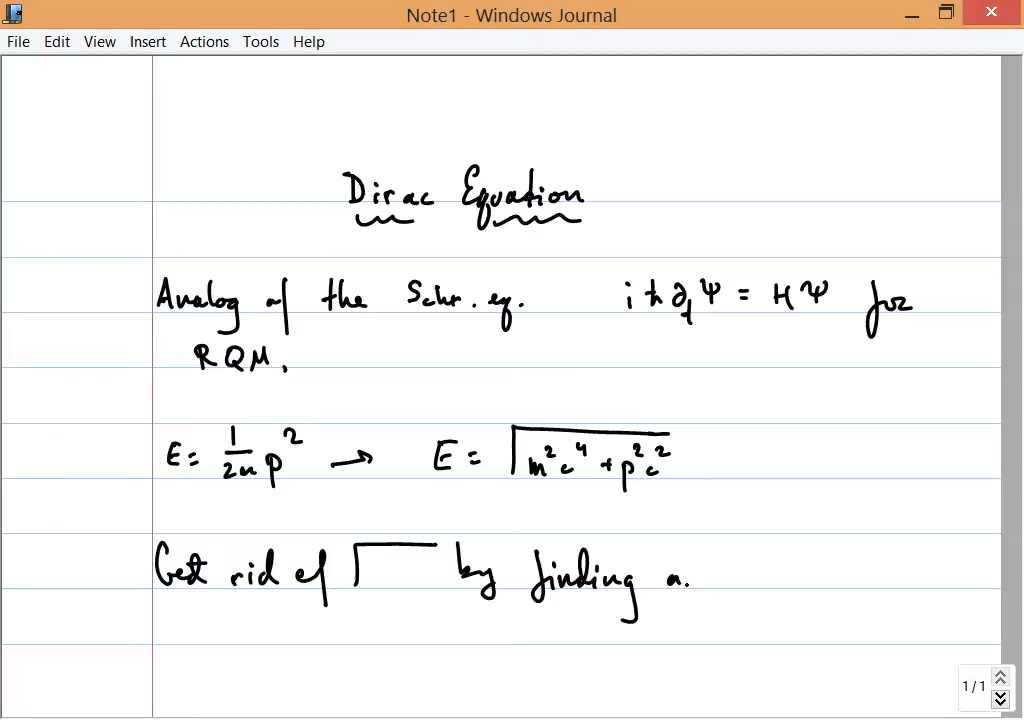 Note1 - Windows Journal
File Edit View Insert Actions Tools Help
Dirac Equation
Analog of the Schr. eq. iħ∂ₜΨ = HΨ for
RQM.
E = 1/2m p² → E = √(m²c⁴ + p²c²)
Get rid of √ by finding a.
1 / 1